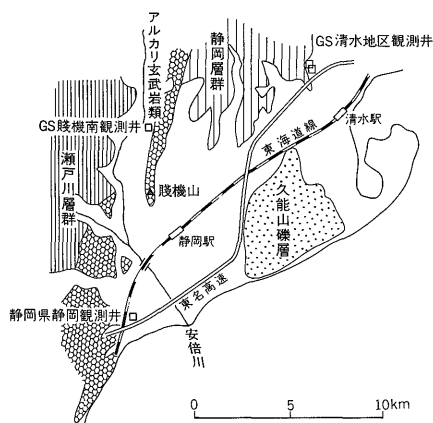 アルカリ玄武岩類
静岡層群
GS清水地区観測井
GS賤機南観測井
瀬戸川層群
東海道線
清水駅
賤機山
久能山礫層
静岡駅
東名高速
静岡県静岡観測井
安倍川
0 5 10km